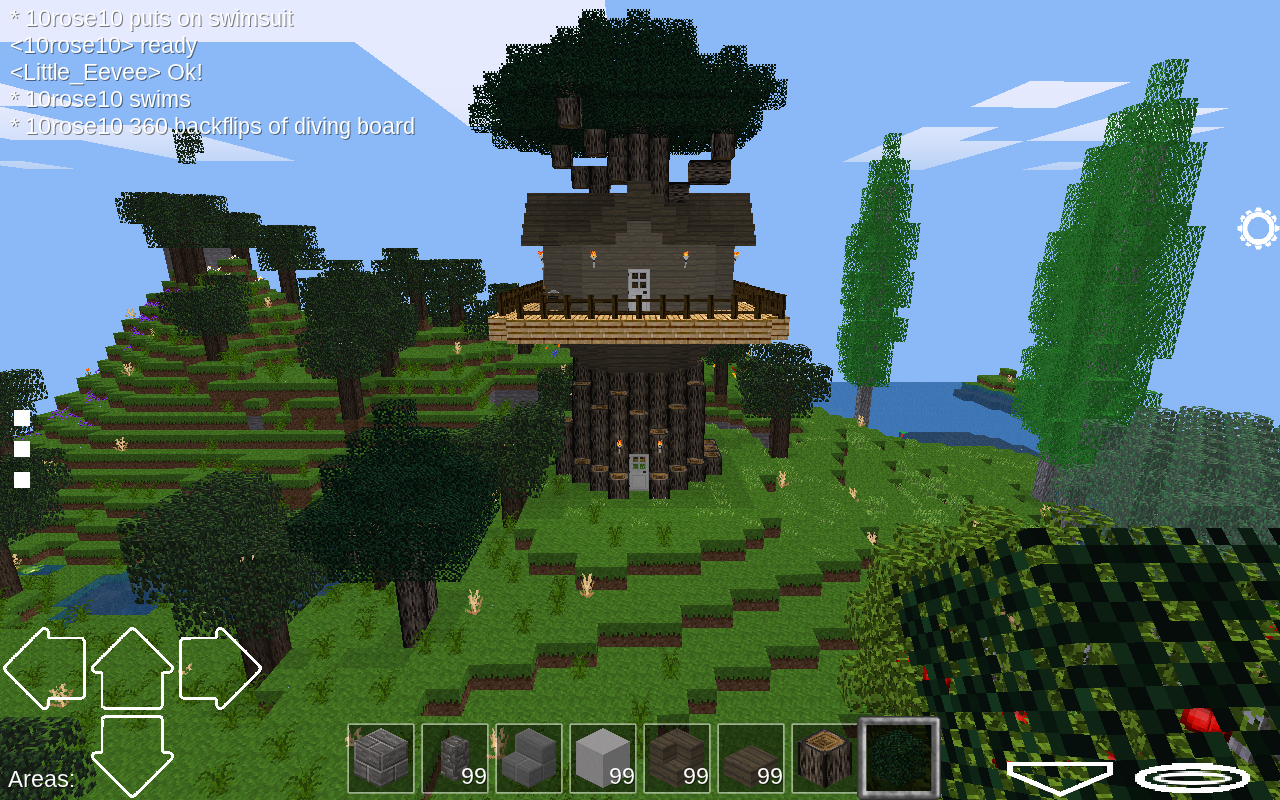 * 10rose10 puts on swimsuit
<10rose10> ready
<Little_Eevee> Ok!
* 10rose10 swims
* 10rose10 360 backflips of diving board
Areas:
99 99 99 99